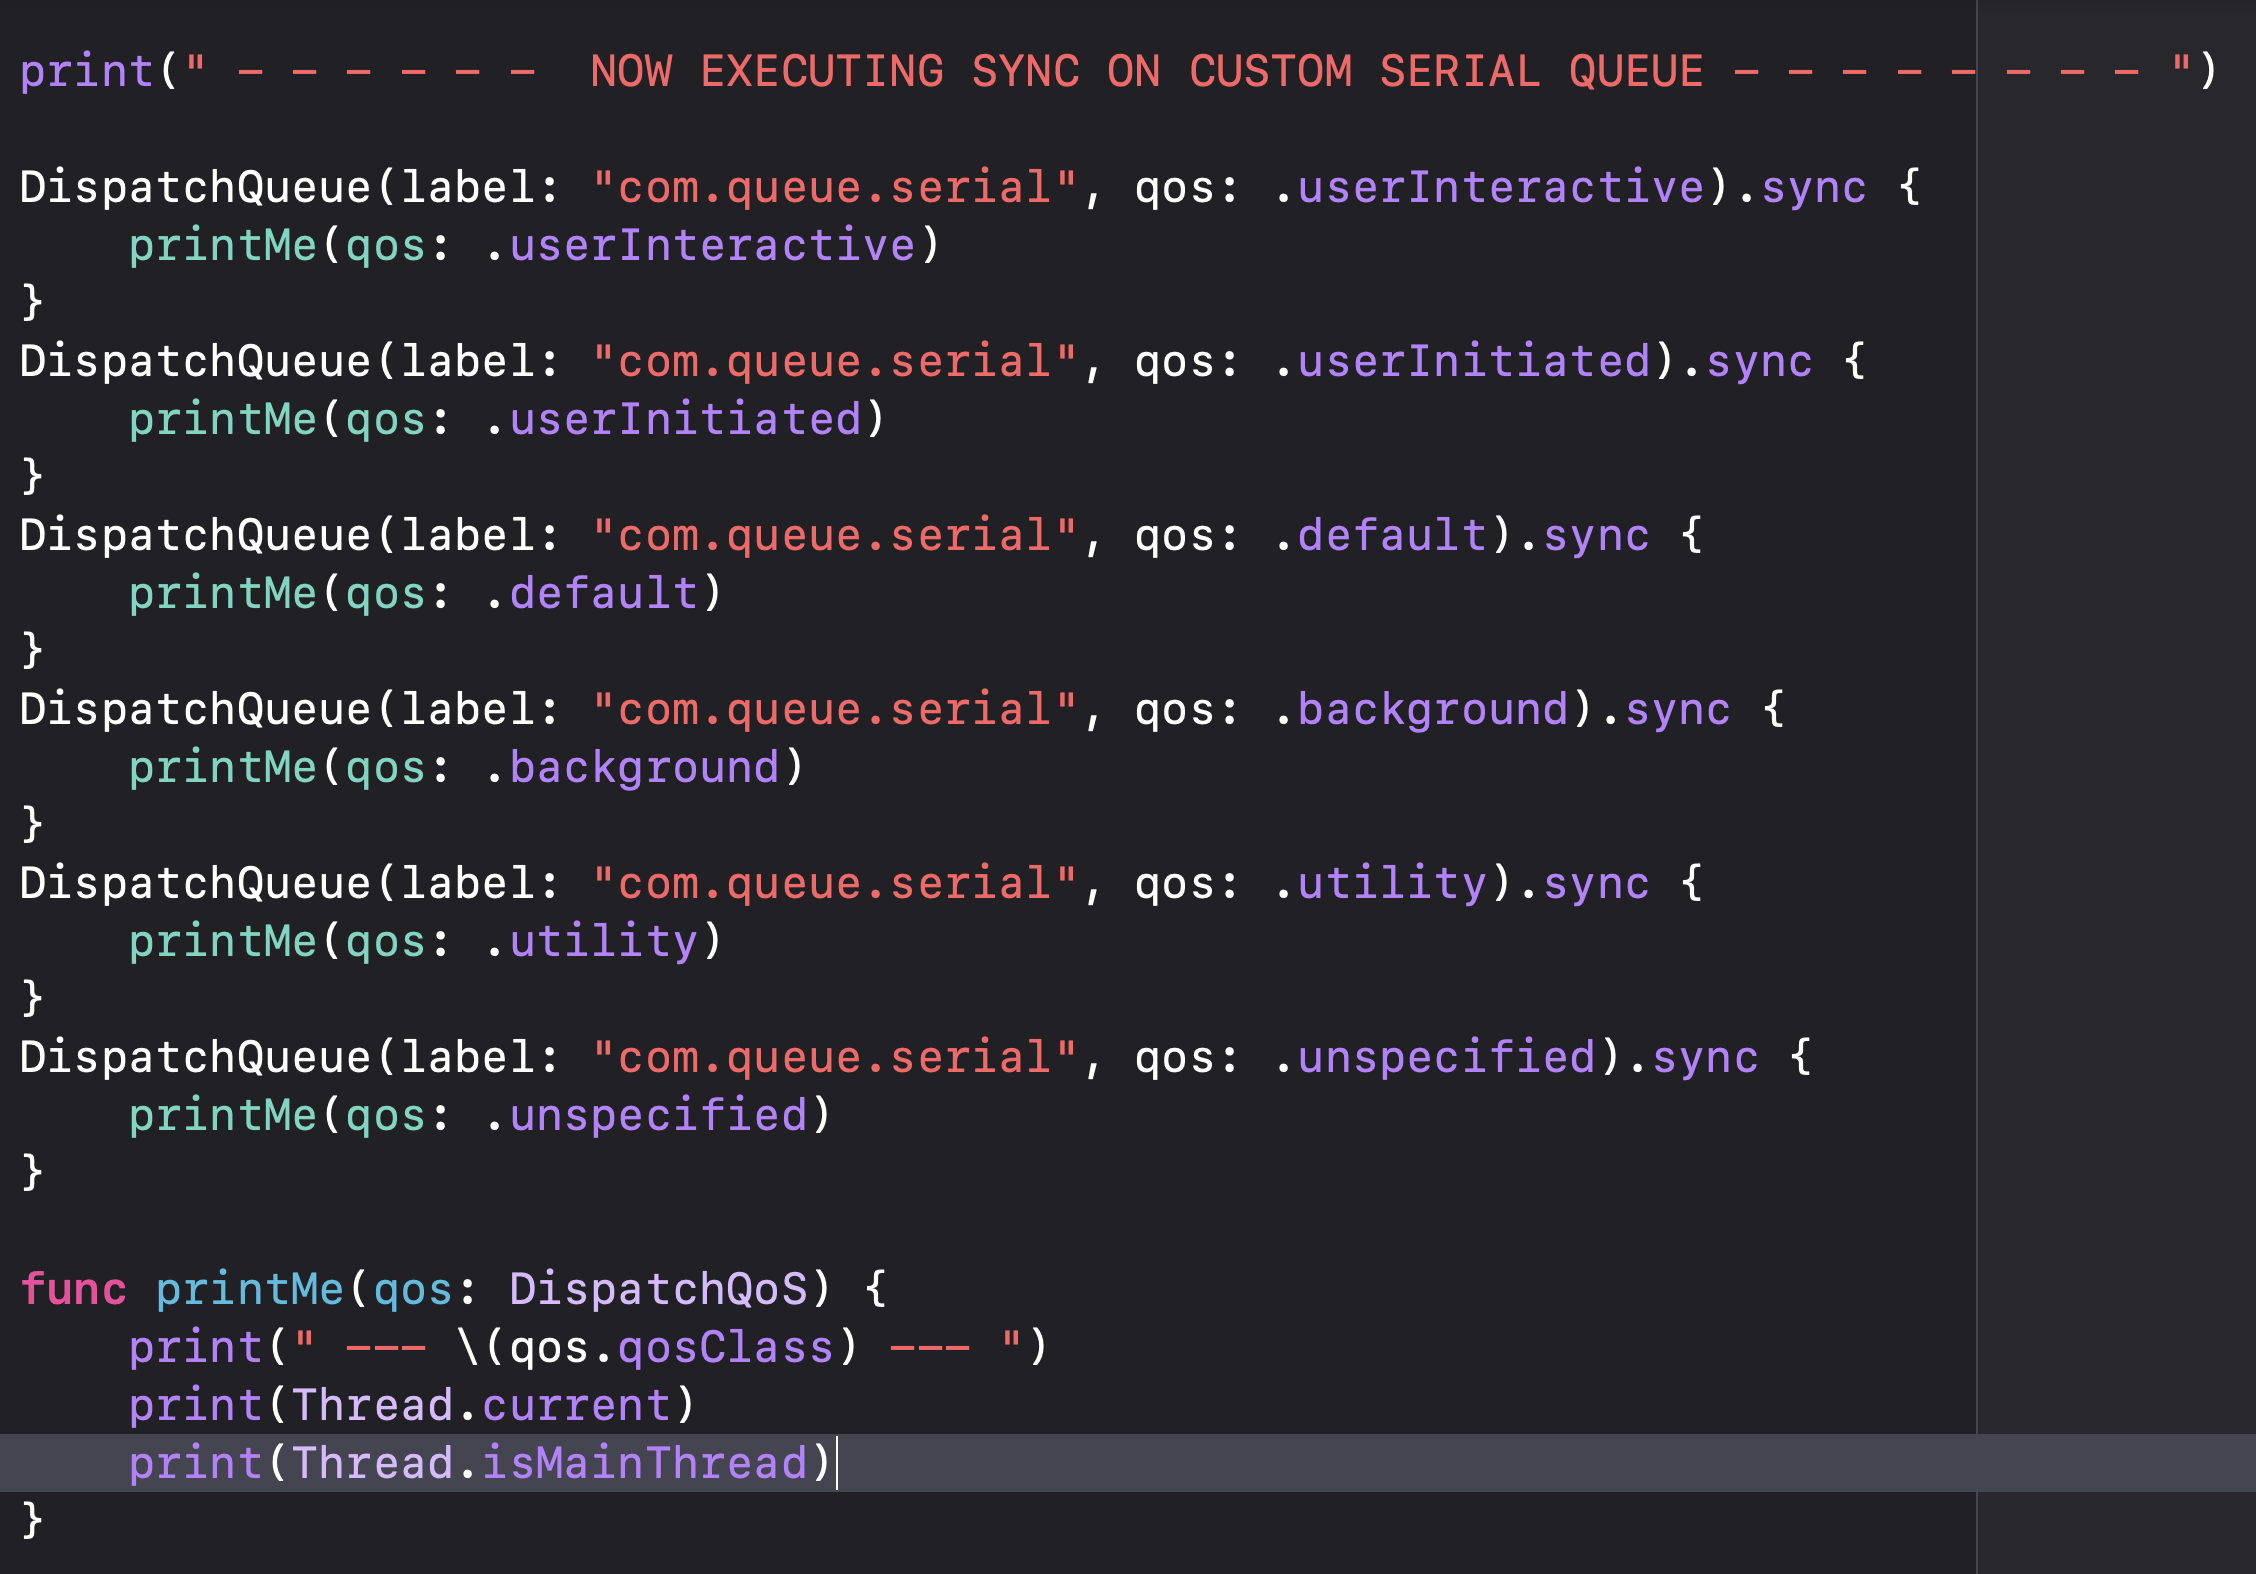 print(" - - - - - -  NOW EXECUTING SYNC ON CUSTOM SERIAL QUEUE - - - - - - - - ")
DispatchQueue(label: "com.queue.serial", qos: .userInteractive).sync {
    printMe(qos: .userInteractive)
}
DispatchQueue(label: "com.queue.serial", qos: .userInitiated).sync {
    printMe(qos: .userInitiated)
}
DispatchQueue(label: "com.queue.serial", qos: .default).sync {
    printMe(qos: .default)
}
DispatchQueue(label: "com.queue.serial", qos: .background).sync {
    printMe(qos: .background)
}
DispatchQueue(label: "com.queue.serial", qos: .utility).sync {
    printMe(qos: .utility)
}
DispatchQueue(label: "com.queue.serial", qos: .unspecified).sync {
    printMe(qos: .unspecified)
}
func printMe(qos: DispatchQoS) {
    print(" --- \(qos.qosClass) --- ")
    print(Thread.current)
    print(Thread.isMainThread)
}